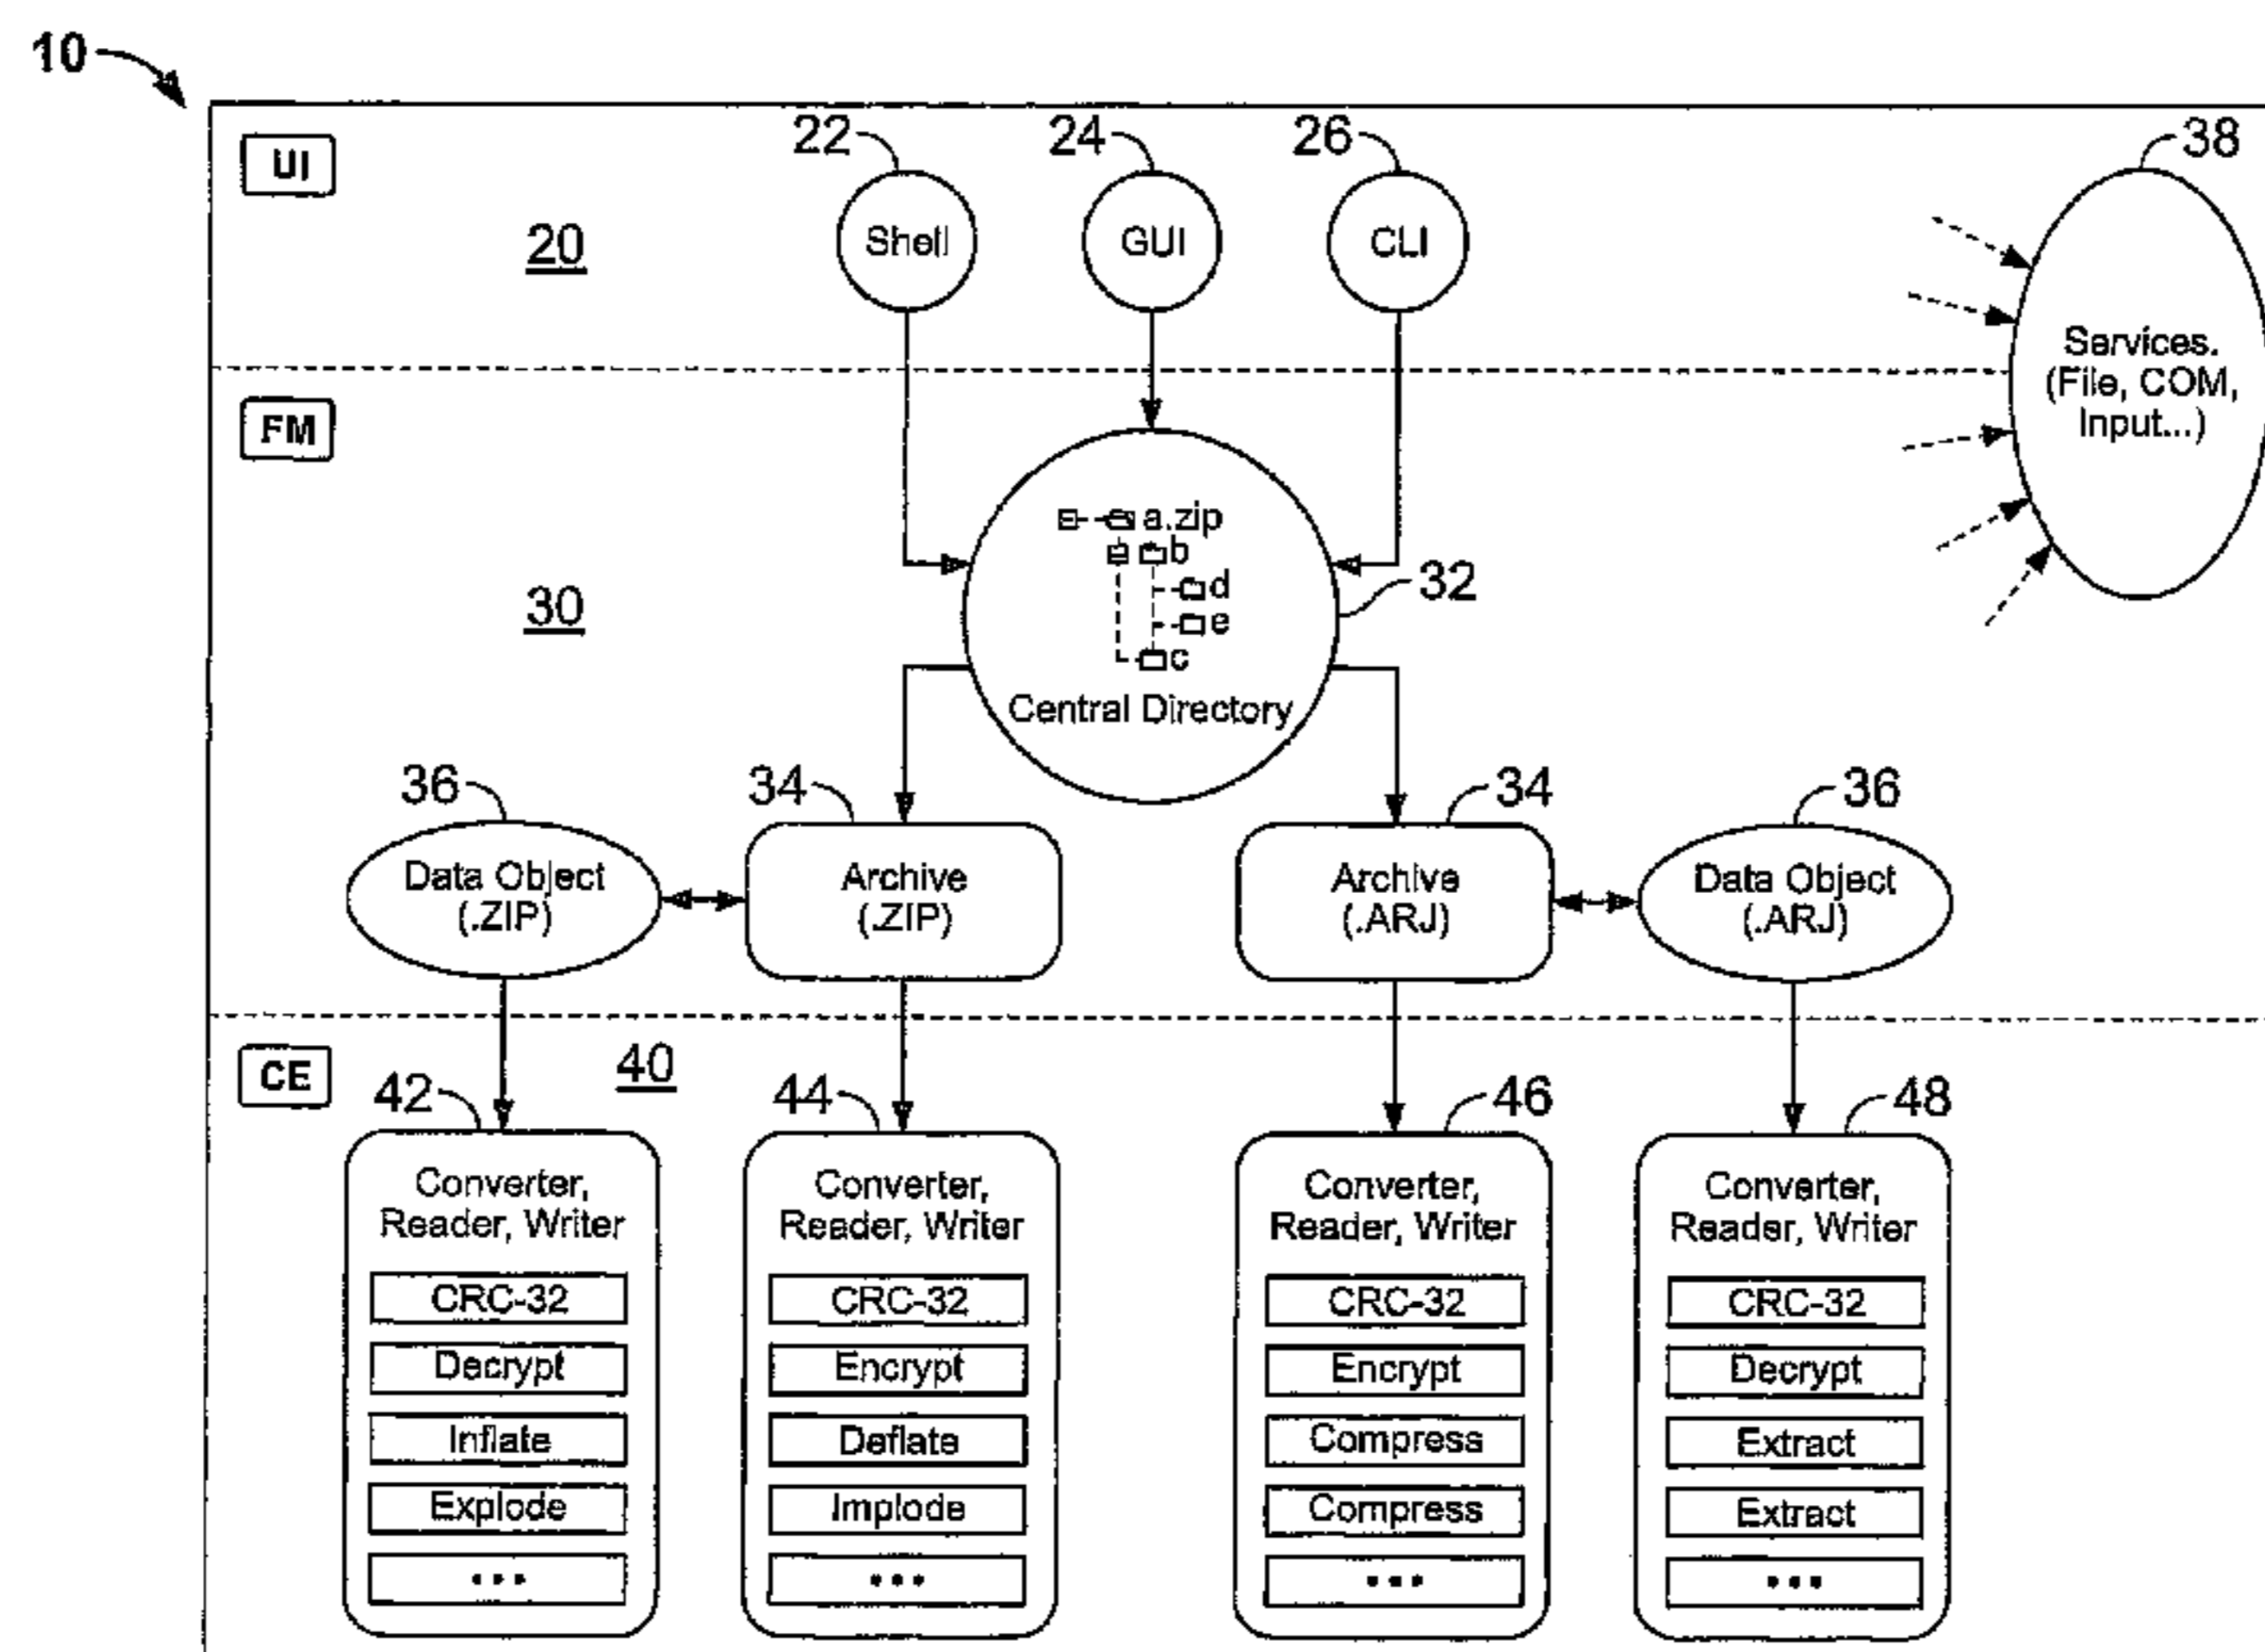 10
UI
22
24
26
38
20
Shell
GUI
CLI
Services.
(File, COM,
Input...)
FM
a.zip
b
d
e
c
30
32
Central Directory
36
34
34
36
Data Object
(.ZIP)
Archive
(.ZIP)
Archive
(.ARJ)
Data Object
(.ARJ)
CE
40
42
44
46
48
Converter,
Reader, Writer
CRC-32
Decrypt
Inflate
Explode
...
Converter,
Reader, Writer
CRC-32
Encrypt
Deflate
Implode
...
Converter,
Reader, Writer
CRC-32
Encrypt
Compress
Compress
...
Converter,
Reader, Writer
CRC-32
Decrypt
Extract
Extract
...